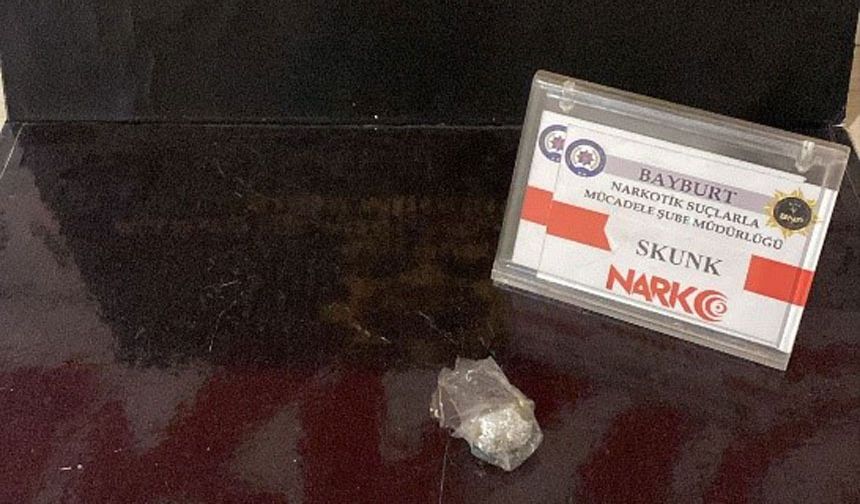 BAYBURT
NARKOTİK SUÇLARLA
MÜCADELE ŞUBE MÜDÜRLÜĞÜ
SKUNK
NARKO